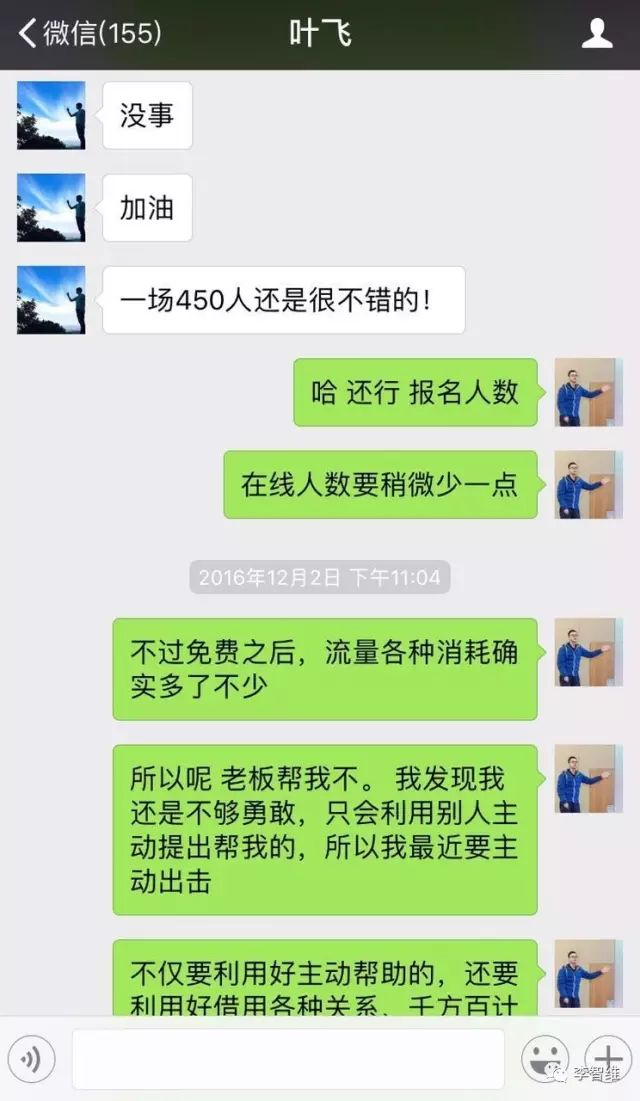 微信(155)
叶飞
没事
加油
一场450人还是很不错的！
哈 还行 报名人数
在线人数要稍微少一点
2016年12月2日 下午11:04
不过免费之后，流量各种消耗确
实多了不少
所以呢 老板帮我不。 我发现我
还是不够勇敢，只会利用别人主
动提出帮我的，所以我最近要主
动出击
不仅要利用好主动帮助的，还要
利用好借用各种关系、千方百计
李智维